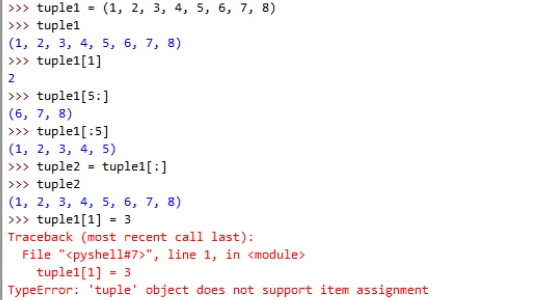 >>> tuple1 = (1, 2, 3, 4, 5, 6, 7, 8)
>>> tuple1
(1, 2, 3, 4, 5, 6, 7, 8)
>>> tuple1[1]
2
>>> tuple1[5:]
(6, 7, 8)
>>> tuple1[:5]
(1, 2, 3, 4, 5)
>>> tuple2 = tuple1[:]
>>> tuple2
(1, 2, 3, 4, 5, 6, 7, 8)
>>> tuple1[1] = 3
Traceback (most recent call last):
  File "<pyshell#7>", line 1, in <module>
    tuple1[1] = 3
TypeError: 'tuple' object does not support item assignment